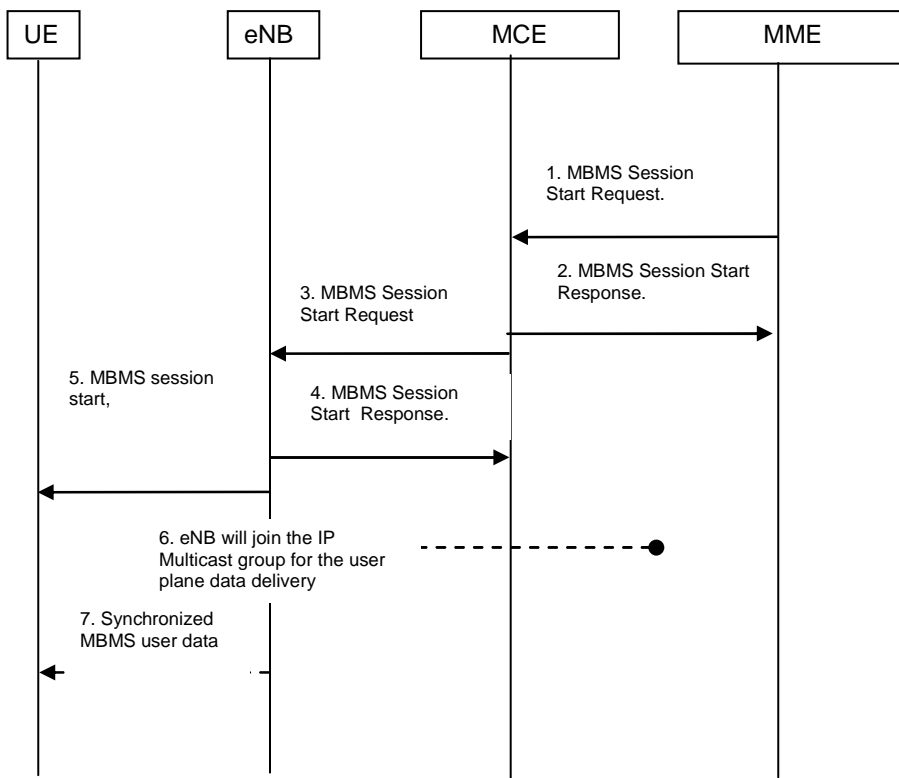 UE
eNB
MCE
MME
1. MBMS Session
Start Request.
2. MBMS Session Start
Response.
3. MBMS Session
Start Request
4. MBMS Session
Start Response.
5. MBMS session
start,
6. eNB will join the IP
Multicast group for the user
plane data delivery
7. Synchronized
MBMS user data